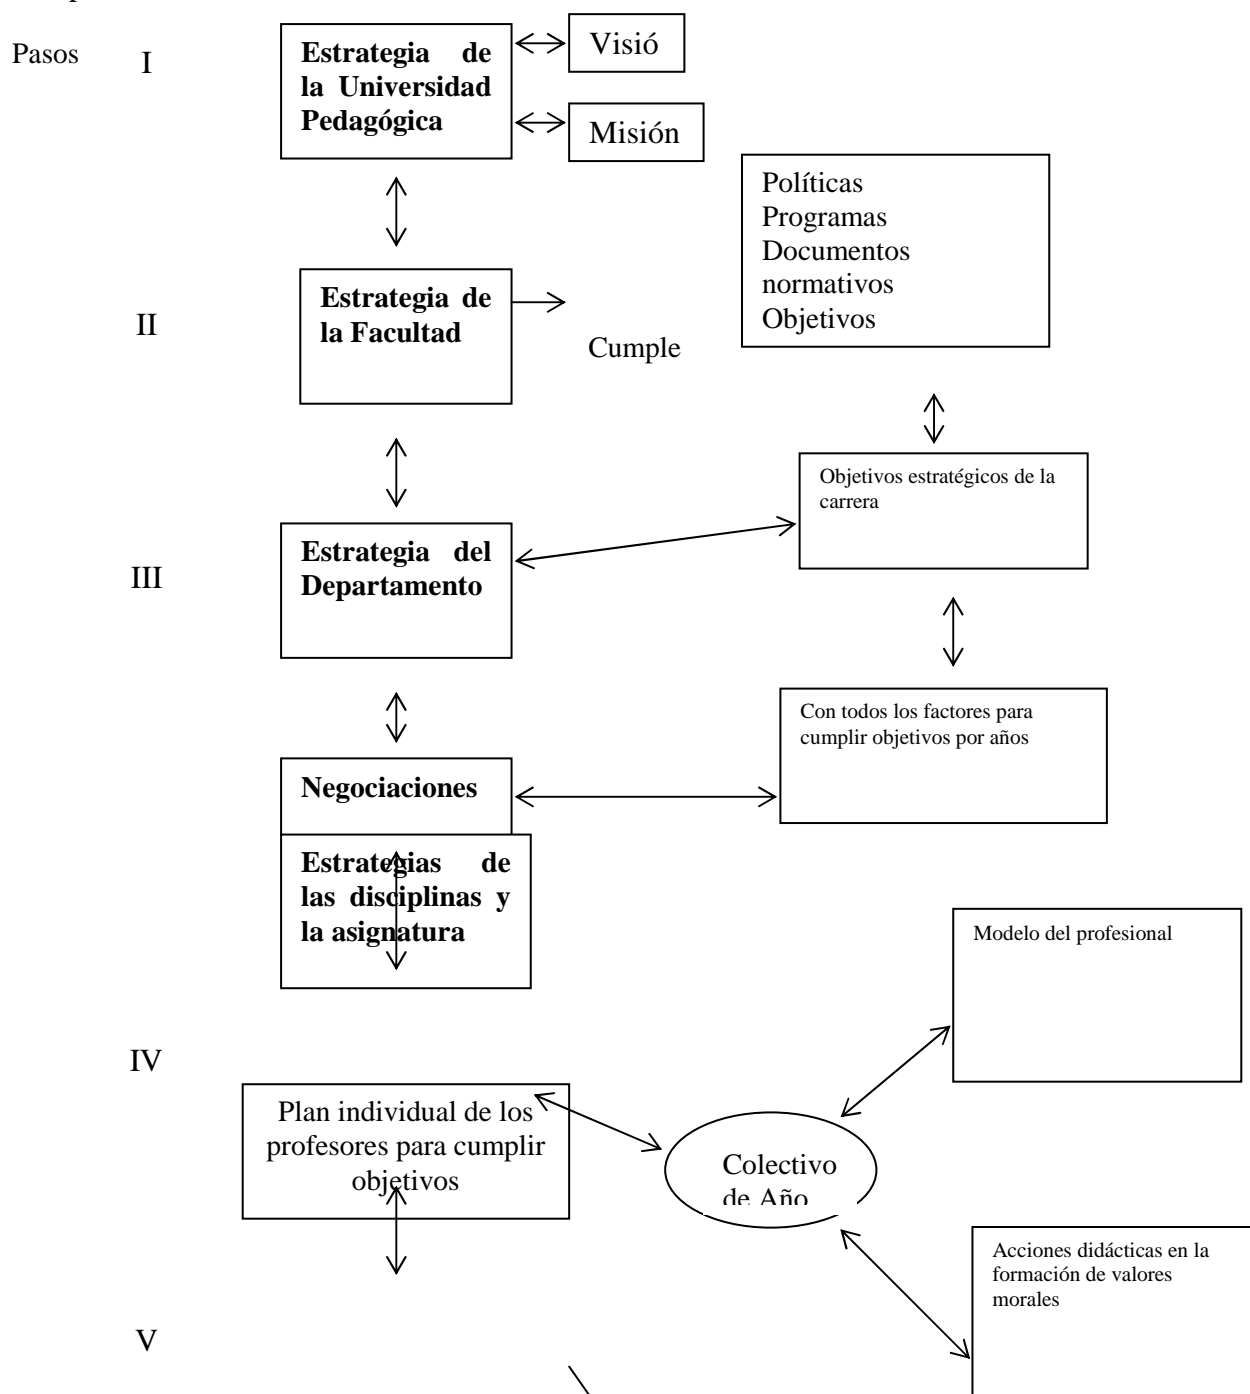 Pasos
I
Estrategia de
la Universidad
Pedagógica
Visió
Misión
Políticas
Programas
Documentos
normativos
Objetivos
II
Estrategia de
la Facultad
Cumple
Objetivos estratégicos de la
carrera
III
Estrategia del
Departamento
Con todos los factores para
cumplir objetivos por años
Negociaciones
Estrategias de
las disciplinas y
la asignatura
Modelo del profesional
IV
Plan individual de los
profesores para cumplir
objetivos
Colectivo
de Año
Acciones didácticas en la
formación de valores
morales
V